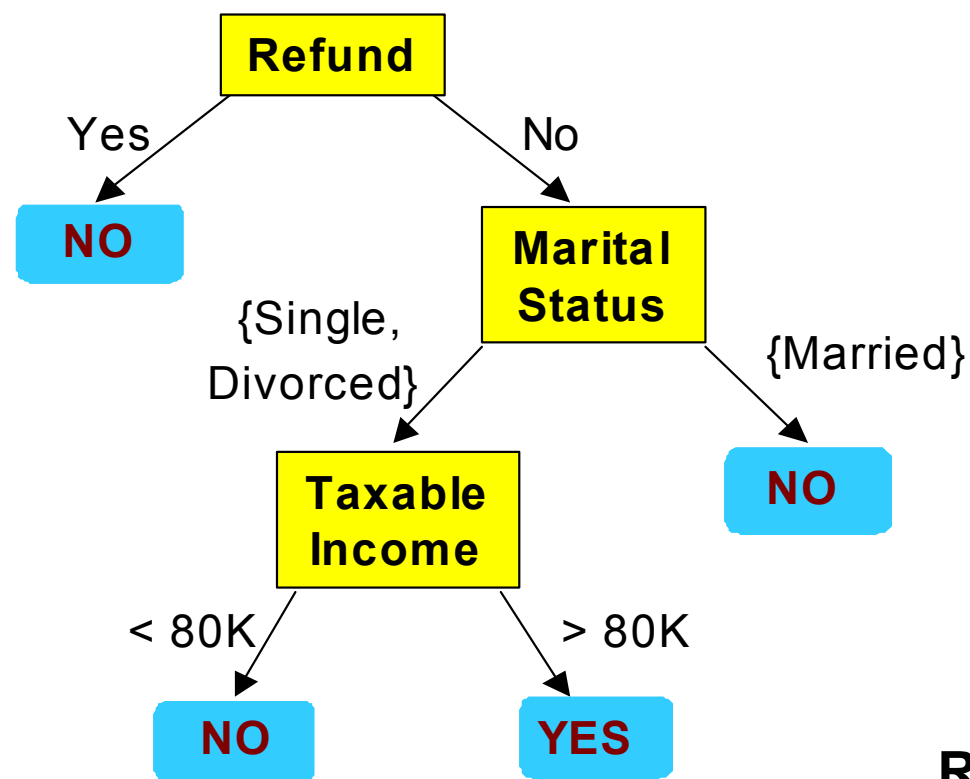 Refund
Yes
No
NO
Marital
Status
{Single,
Divorced}
{Married}
Taxable
Income
NO
< 80K
> 80K
NO
YES
R